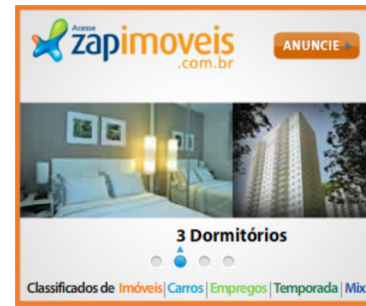 Acesse
zapimoveis
.com.br
ANUNCIE
3 Dormitórios
Classificados de Imóveis|Carros|Empregos|Temporada|Mix